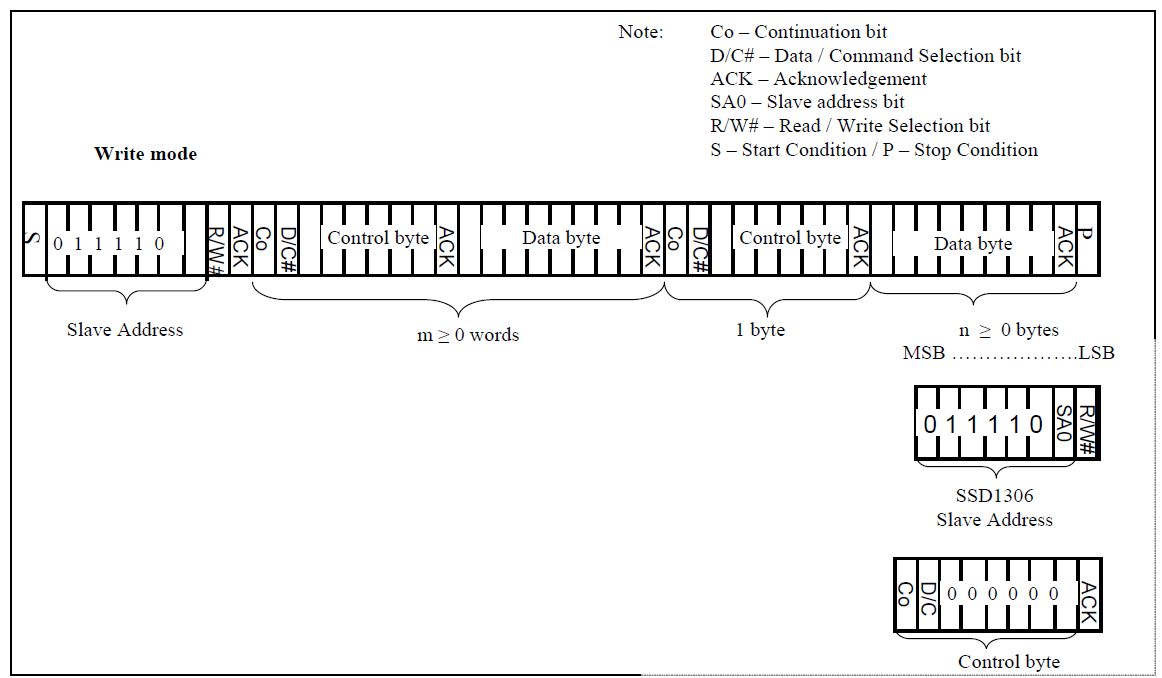 Note: Co – Continuation bit
D/C# – Data / Command Selection bit
ACK – Acknowledgement
SA0 – Slave address bit
R/W# – Read / Write Selection bit
S – Start Condition / P – Stop Condition
Write mode
S 0 1 1 1 1 0 R/W# ACK Co D/C# Control byte ACK Data byte ACK Co D/C# Control byte ACK Data byte ACK P
Slave Address m ≥ 0 words 1 byte n ≥ 0 bytes
MSB ……………….LSB
0 1 1 1 1 0 SA0 R/W#
SSD1306
Slave Address
Co D/C 0 0 0 0 0 0 ACK
Control byte